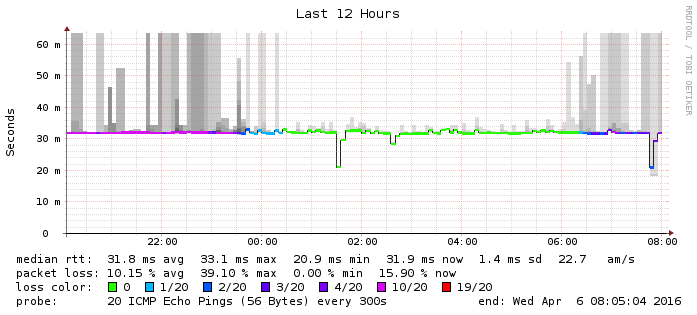 Last 12 Hours
RRDTOOL / TOBI OETIKER
Seconds
60 m
50 m
40 m
30 m
20 m
10 m
0
22:00 00:00 02:00 04:00 06:00 08:00
median rtt: 31.8 ms avg 33.1 ms max 20.9 ms min 31.9 ms now 1.4 ms sd 22.7 am/s
packet loss: 10.15 % avg 39.10 % max 0.00 % min 15.90 % now
loss color: 0 1/20 2/20 3/20 4/20 10/20 19/20
probe: 20 ICMP Echo Pings (56 Bytes) every 300s end: Wed Apr 6 08:05:04 2016